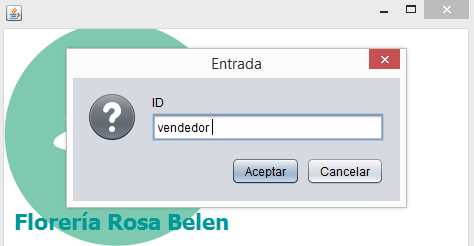 Entrada
ID
vendedor
Aceptar
Cancelar
Florería Rosa Belen